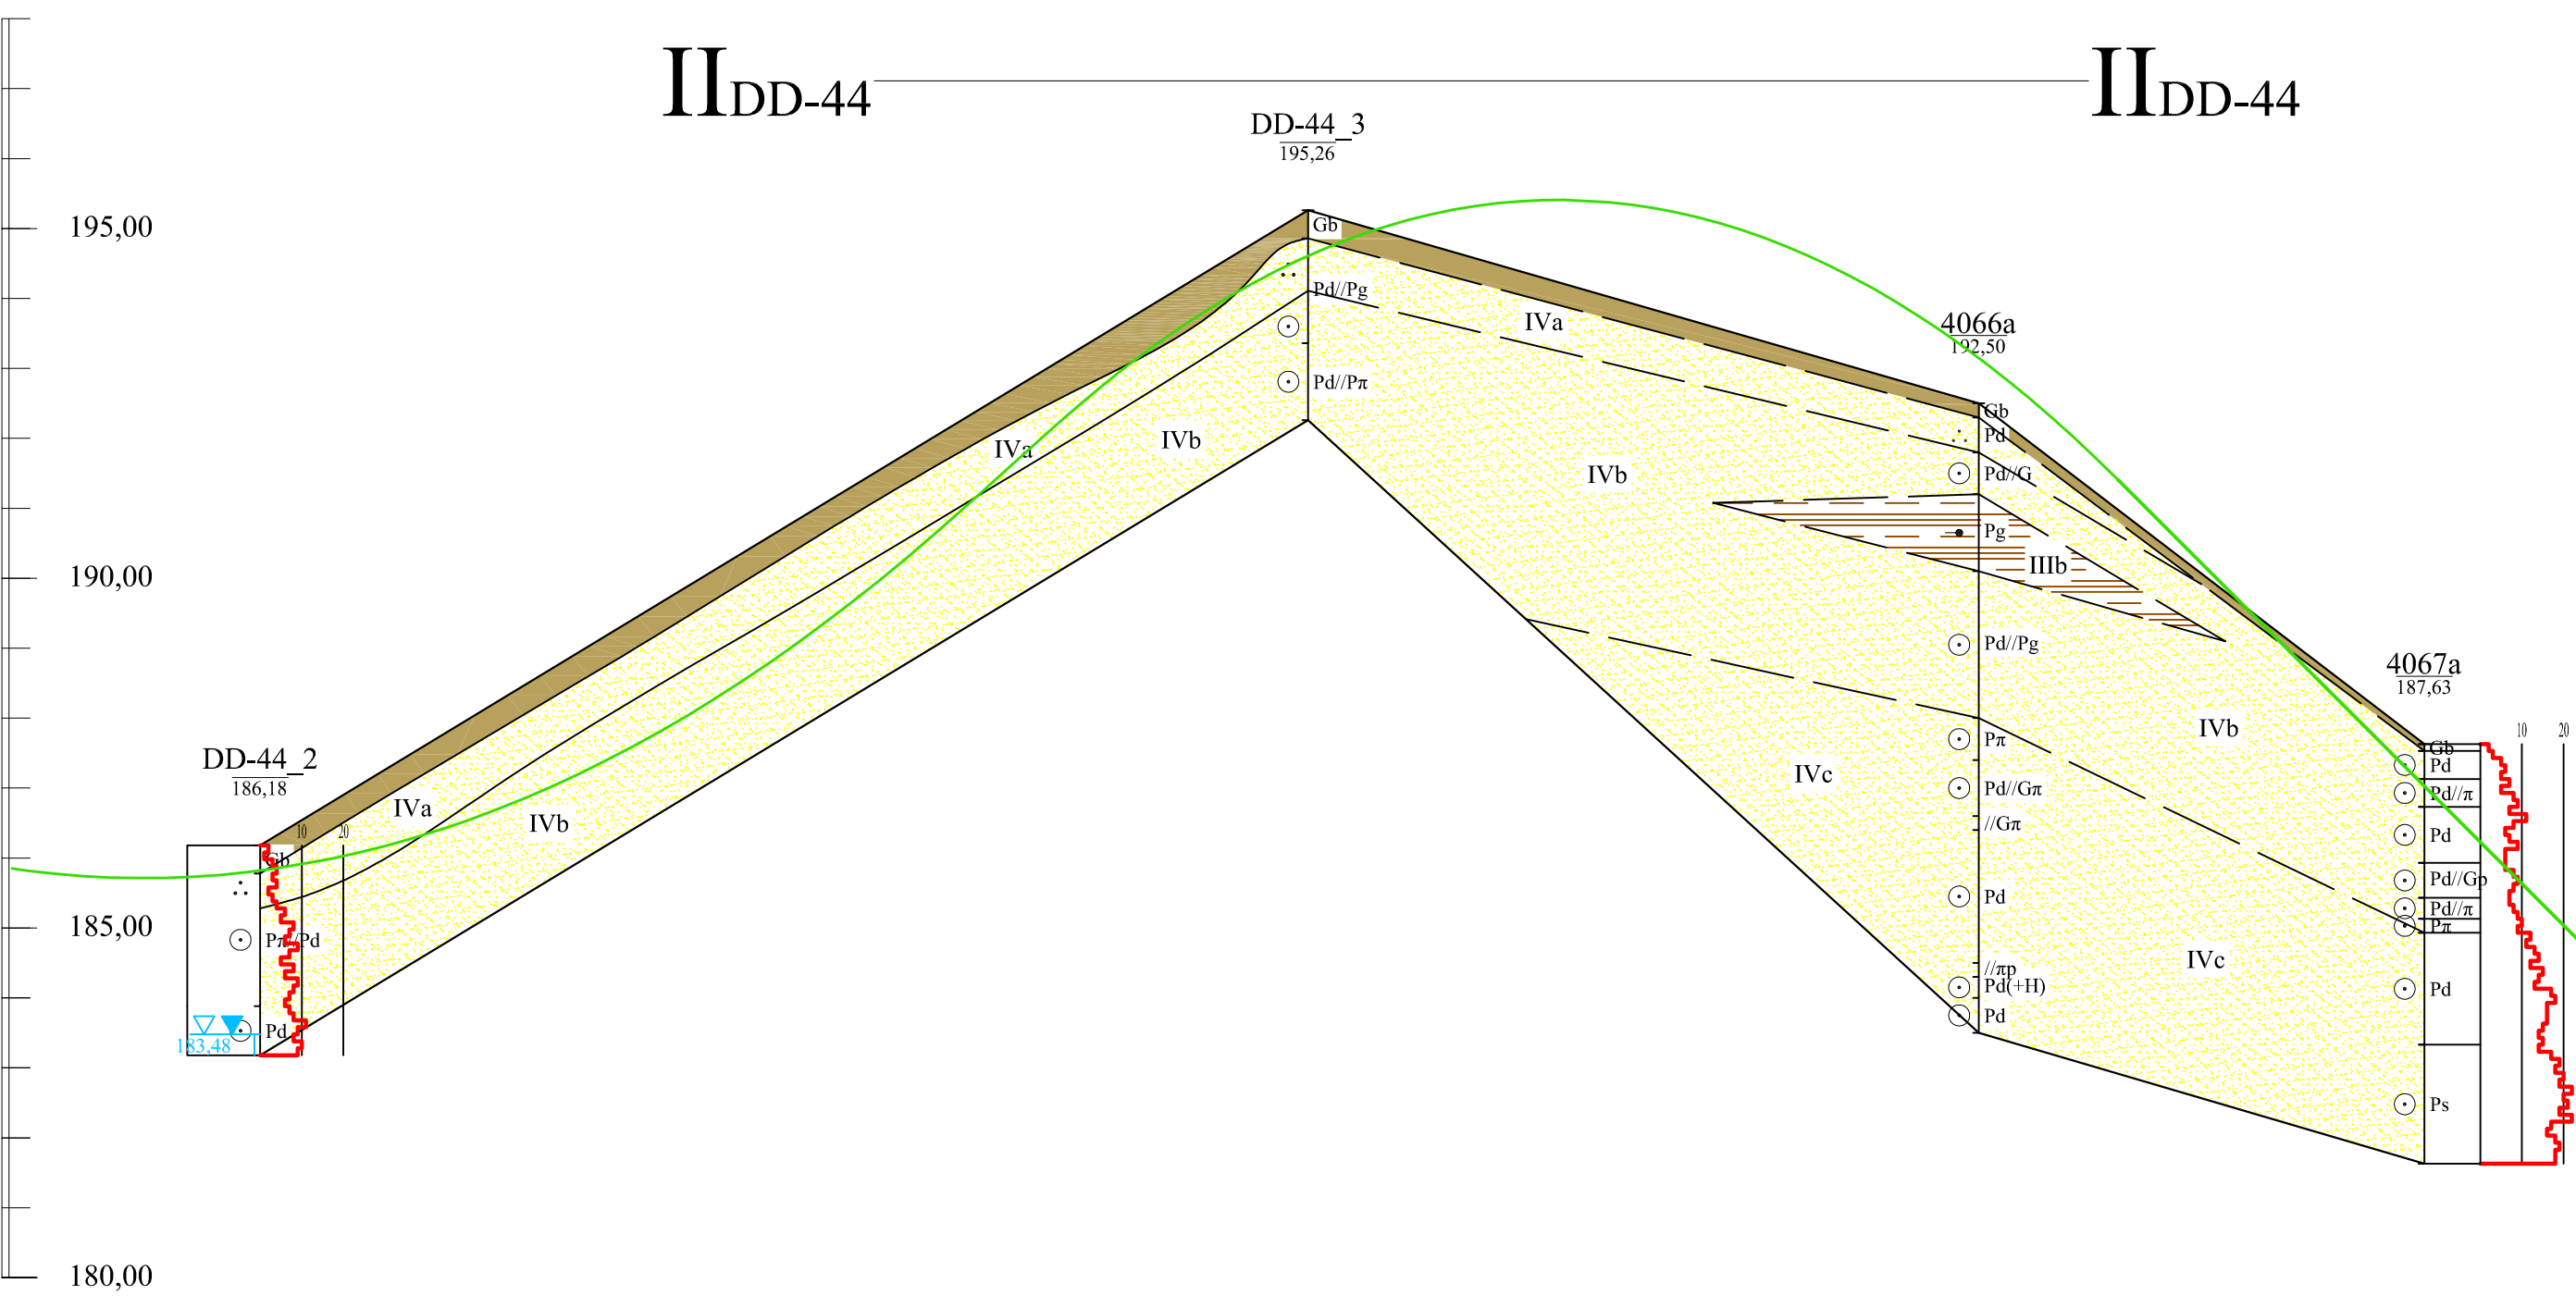 IIDD-44 IIDD-44
DD-44_3
195,26
195,00
Gb
Pd//Pg
IVa
4066a
192,50
Pd//Pπ
Gb
IVa
IVb
Pd
IVb
Pd//G
Pg
190,00
IIIb
Pd//Pg
4067a
187,63
IVb
10 20
DD-44_2
186,18
Pπ
Gb
Pd
IVc
Pd//Gπ
Pd//π
IVa
IVb
//Gπ
10 20
Pd
Gb
Pd//Gp
Pd
Pd//π
185,00
Pπ//Pd
Pπ
IVc
//πp
Pd(+H)
Pd
Pd
Pd
183,48
Ps
180,00